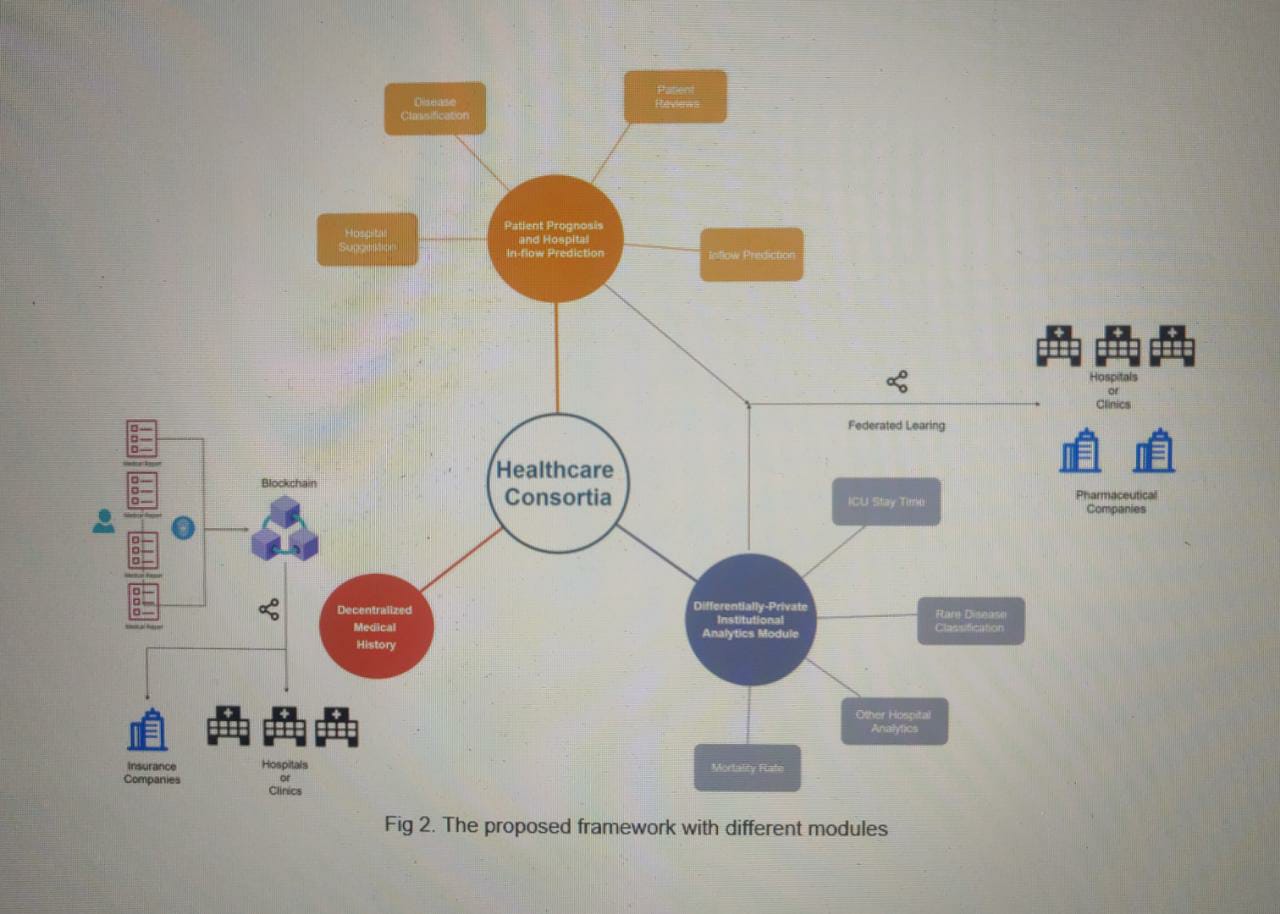 Disease
Classification
Patient
Reviews
Hospital
Suggestion
Patient Prognosis
and Hospital
In-flow Prediction
Inflow Prediction
Hospitals
or
Clinics
Federated Learing
Pharmaceutical
Companies
Healthcare
Consortia
Medical Report
Medical Report
Medical Report
Medical Report
Blockchain
ICU Stay Time
Decentralized
Medical
History
Differentially-Private
Institutional
Analytics Module
Rare Disease
Classification
Other Hospital
Analytics
Mortality Rate
Insurance
Companies
Hospitals
or
Clinics
Fig 2. The proposed framework with different modules